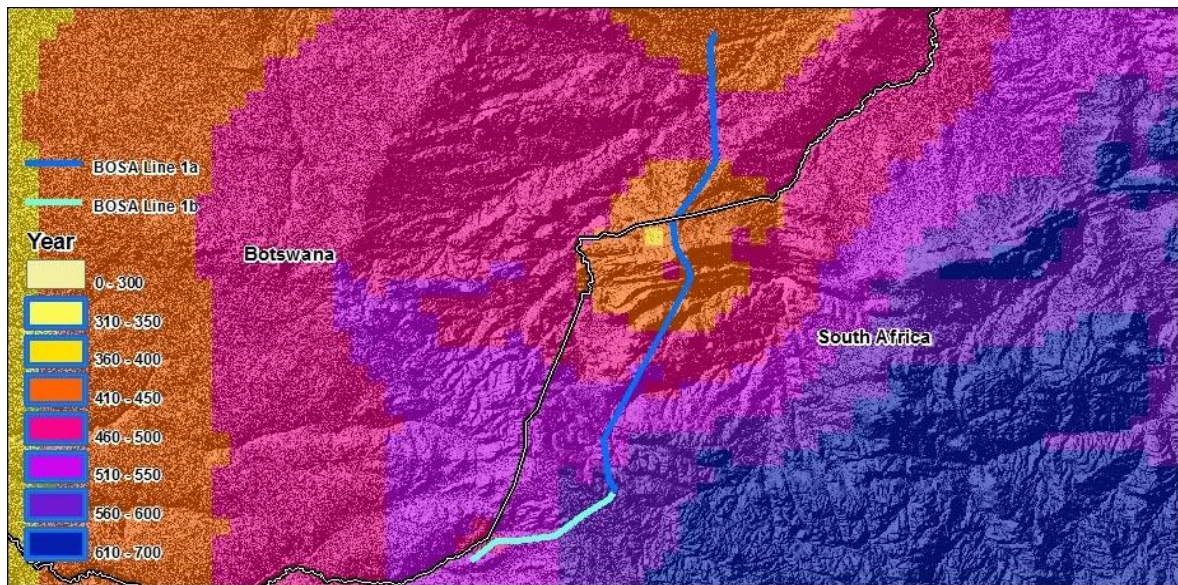 BOSA Line 1a
BOSA Line 1b
Year
0 - 300
310 - 350
360 - 400
410 - 450
460 - 500
510 - 550
560 - 600
610 - 700
Botswana
South Africa